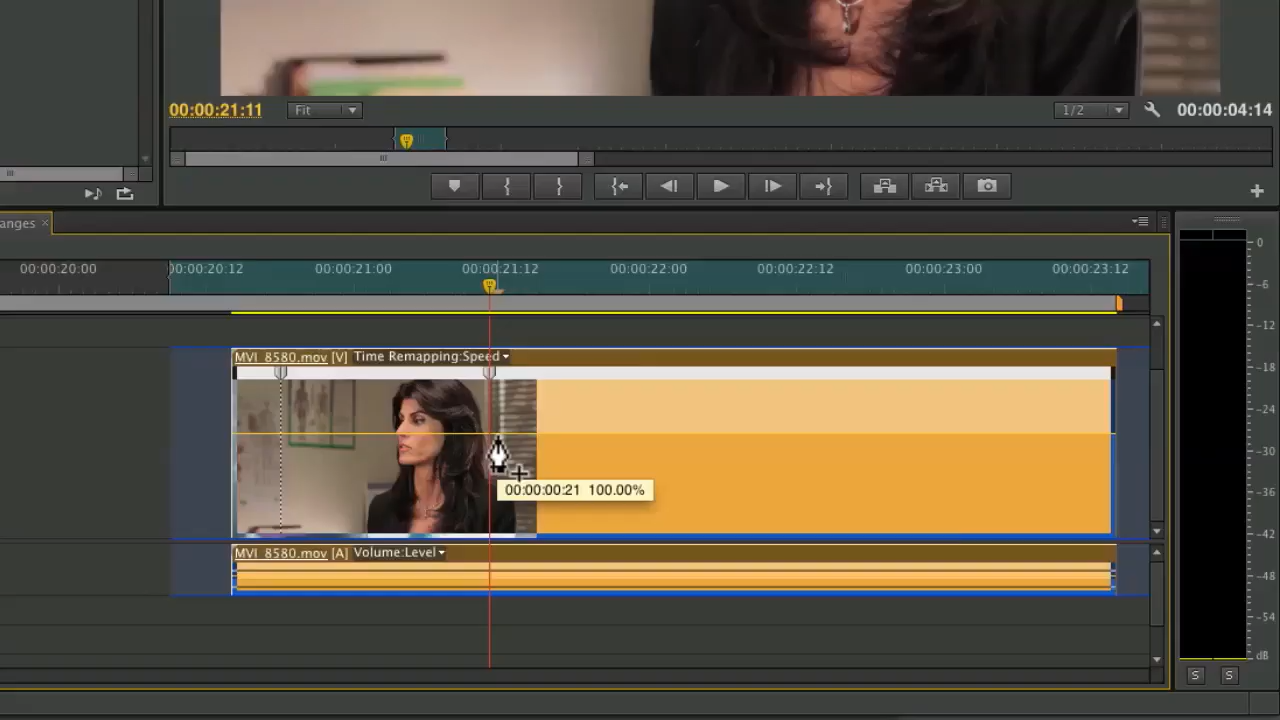 00:00:21:11 Fit 1/2 00:00:04:14
anges
00:00:20:00 00:00:20:12 00:00:21:00 00:00:21:12 00:00:22:00 00:00:22:12 00:00:23:00 00:00:23:12
MVI_8580.mov [V] Time Remapping:Speed
00:00:00:21 100.00%
MVI_8580.mov [A] Volume:Level
0
-6
-12
-18
-24
-30
-36
-42
-48
-54
dB
S S